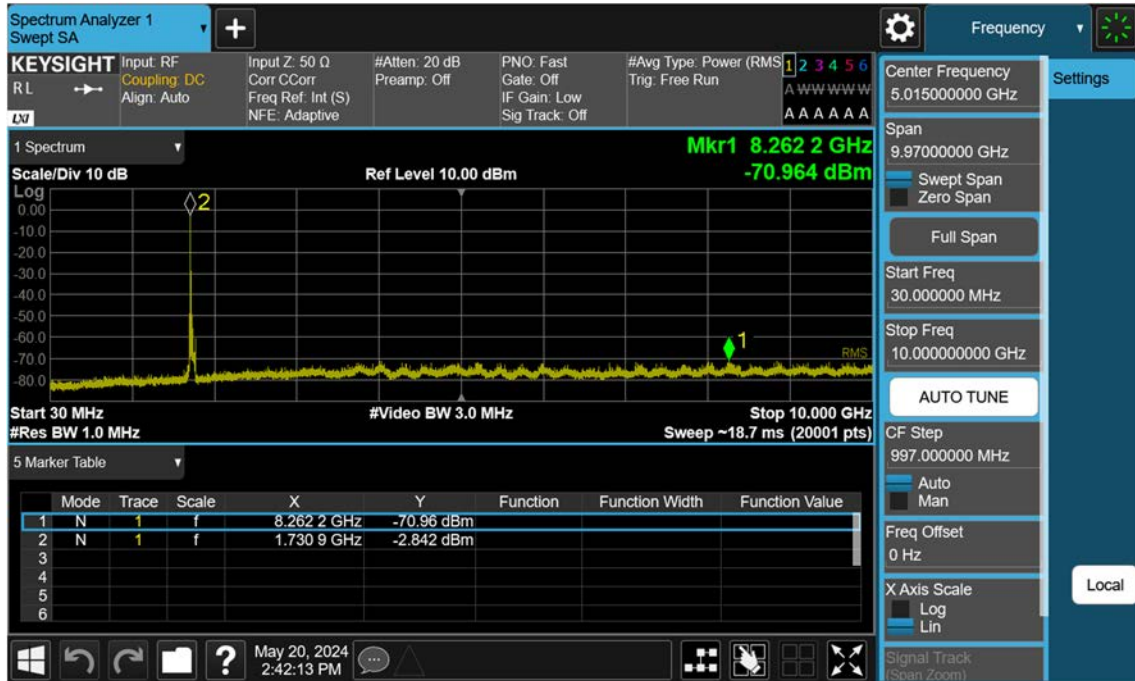 Spectrum Analyzer 1
Swept SA
+
Frequency
KEYSIGHT
R L
LXI
Input: RF
Coupling: DC
Align: Auto
Input Z: 50 Ω
Corr CCorr
Freq Ref: Int (S)
NFE: Adaptive
#Atten: 20 dB
Preamp: Off
PNO: Fast
Gate: Off
IF Gain: Low
Sig Track: Off
#Avg Type: Power (RMS
Trig: Free Run
1 2 3 4 5 6
A W W W W W
A A A A A A
1 Spectrum
Mkr1 8.262 2 GHz
Scale/Div 10 dB
Ref Level 10.00 dBm
-70.964 dBm
Log
0.00
-10.0
-20.0
-30.0
-40.0
-50.0
-60.0
-70.0
-80.0
2
1
RMS
Start 30 MHz
#Video BW 3.0 MHz
Stop 10.000 GHz
#Res BW 1.0 MHz
Sweep ~18.7 ms (20001 pts)
5 Marker Table
Mode Trace Scale X Y Function Function Width Function Value
1 N 1 f 8.262 2 GHz -70.96 dBm
2 N 1 f 1.730 9 GHz -2.842 dBm
3
4
5
6
?
May 20, 2024
2:42:13 PM
Center Frequency
5.015000000 GHz
Span
9.97000000 GHz
Swept Span
Zero Span
Full Span
Start Freq
30.000000 MHz
Stop Freq
10.000000000 GHz
AUTO TUNE
CF Step
997.000000 MHz
Auto
Man
Freq Offset
0 Hz
X Axis Scale
Log
Lin
Signal Track
(Span Zoom)
Settings
Local